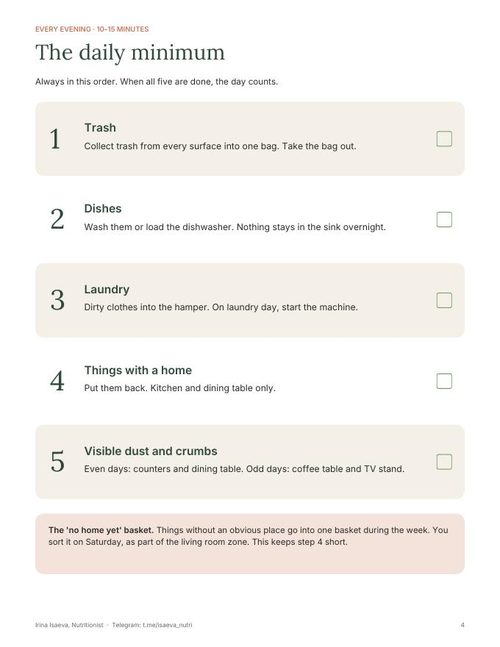 EVERY EVENING · 10–15 MINUTES
The daily minimum
Always in this order. When all five are done, the day counts.
1
Trash
Collect trash from every surface into one bag. Take the bag out.
2
Dishes
Wash them or load the dishwasher. Nothing stays in the sink overnight.
3
Laundry
Dirty clothes into the hamper. On laundry day, start the machine.
4
Things with a home
Put them back. Kitchen and dining table only.
5
Visible dust and crumbs
Even days: counters and dining table. Odd days: coffee table and TV stand.
The 'no home yet' basket. Things without an obvious place go into one basket during the week. You
sort it on Saturday, as part of the living room zone. This keeps step 4 short.
Irina Isaeva, Nutritionist · Telegram: t.me/isaeva_nutri
4